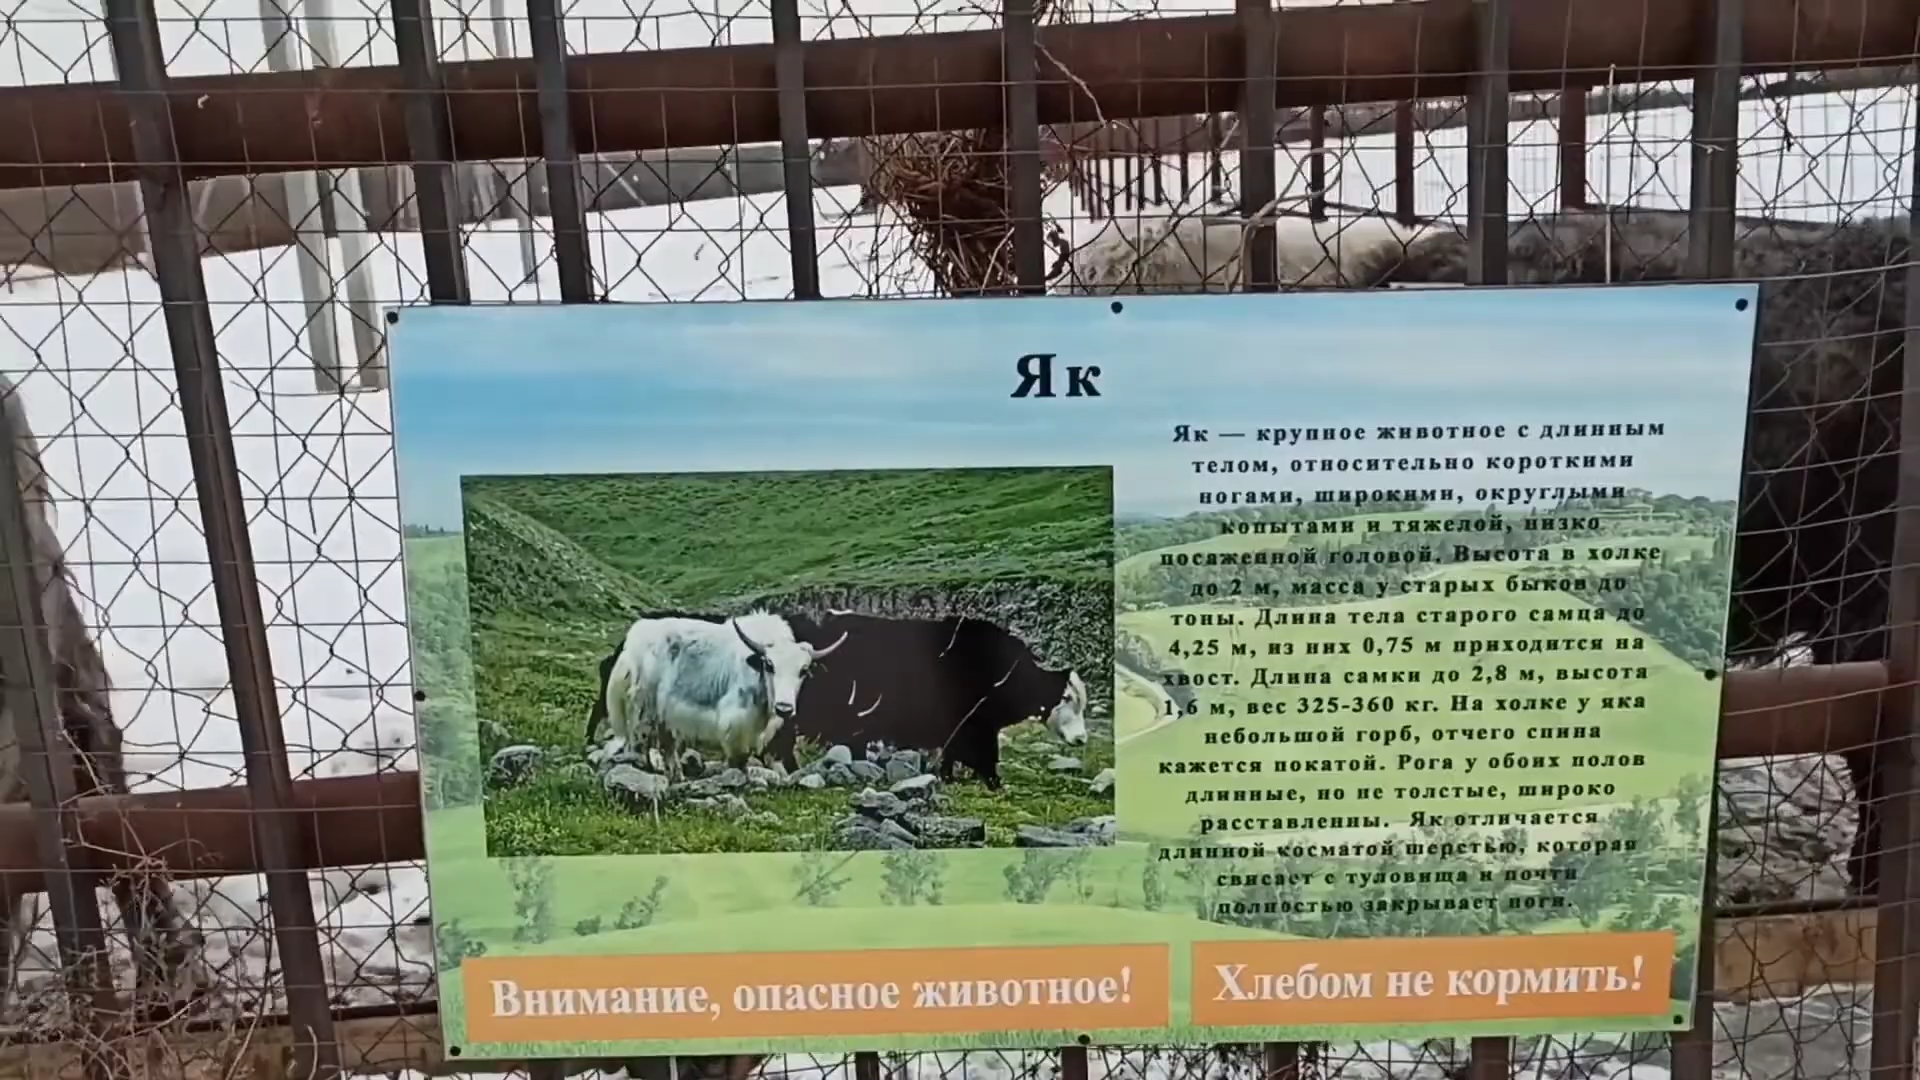 Як
Як — крупное животное с длинным
телом, относительно короткими
ногами, широкими, округлыми
копытами и тяжелой, низко
посаженной головой. Высота в холке
до 2 м, масса у старых быков до
тоны. Длина тела старого самца до
4,25 м, из них 0,75 м приходится на
хвост. Длина самки до 2,8 м, высота
1,6 м, вес 325-360 кг. На холке у яка
небольшой горб, отчего спина
кажется покатой. Рога у обоих полов
длинные, но не толстые, широко
расставленны. Як отличается
длинной косматой шерстью, которая
свисает с туловища и почти
полностью закрывает ноги.
Внимание, опасное животное!
Хлебом не кормить!